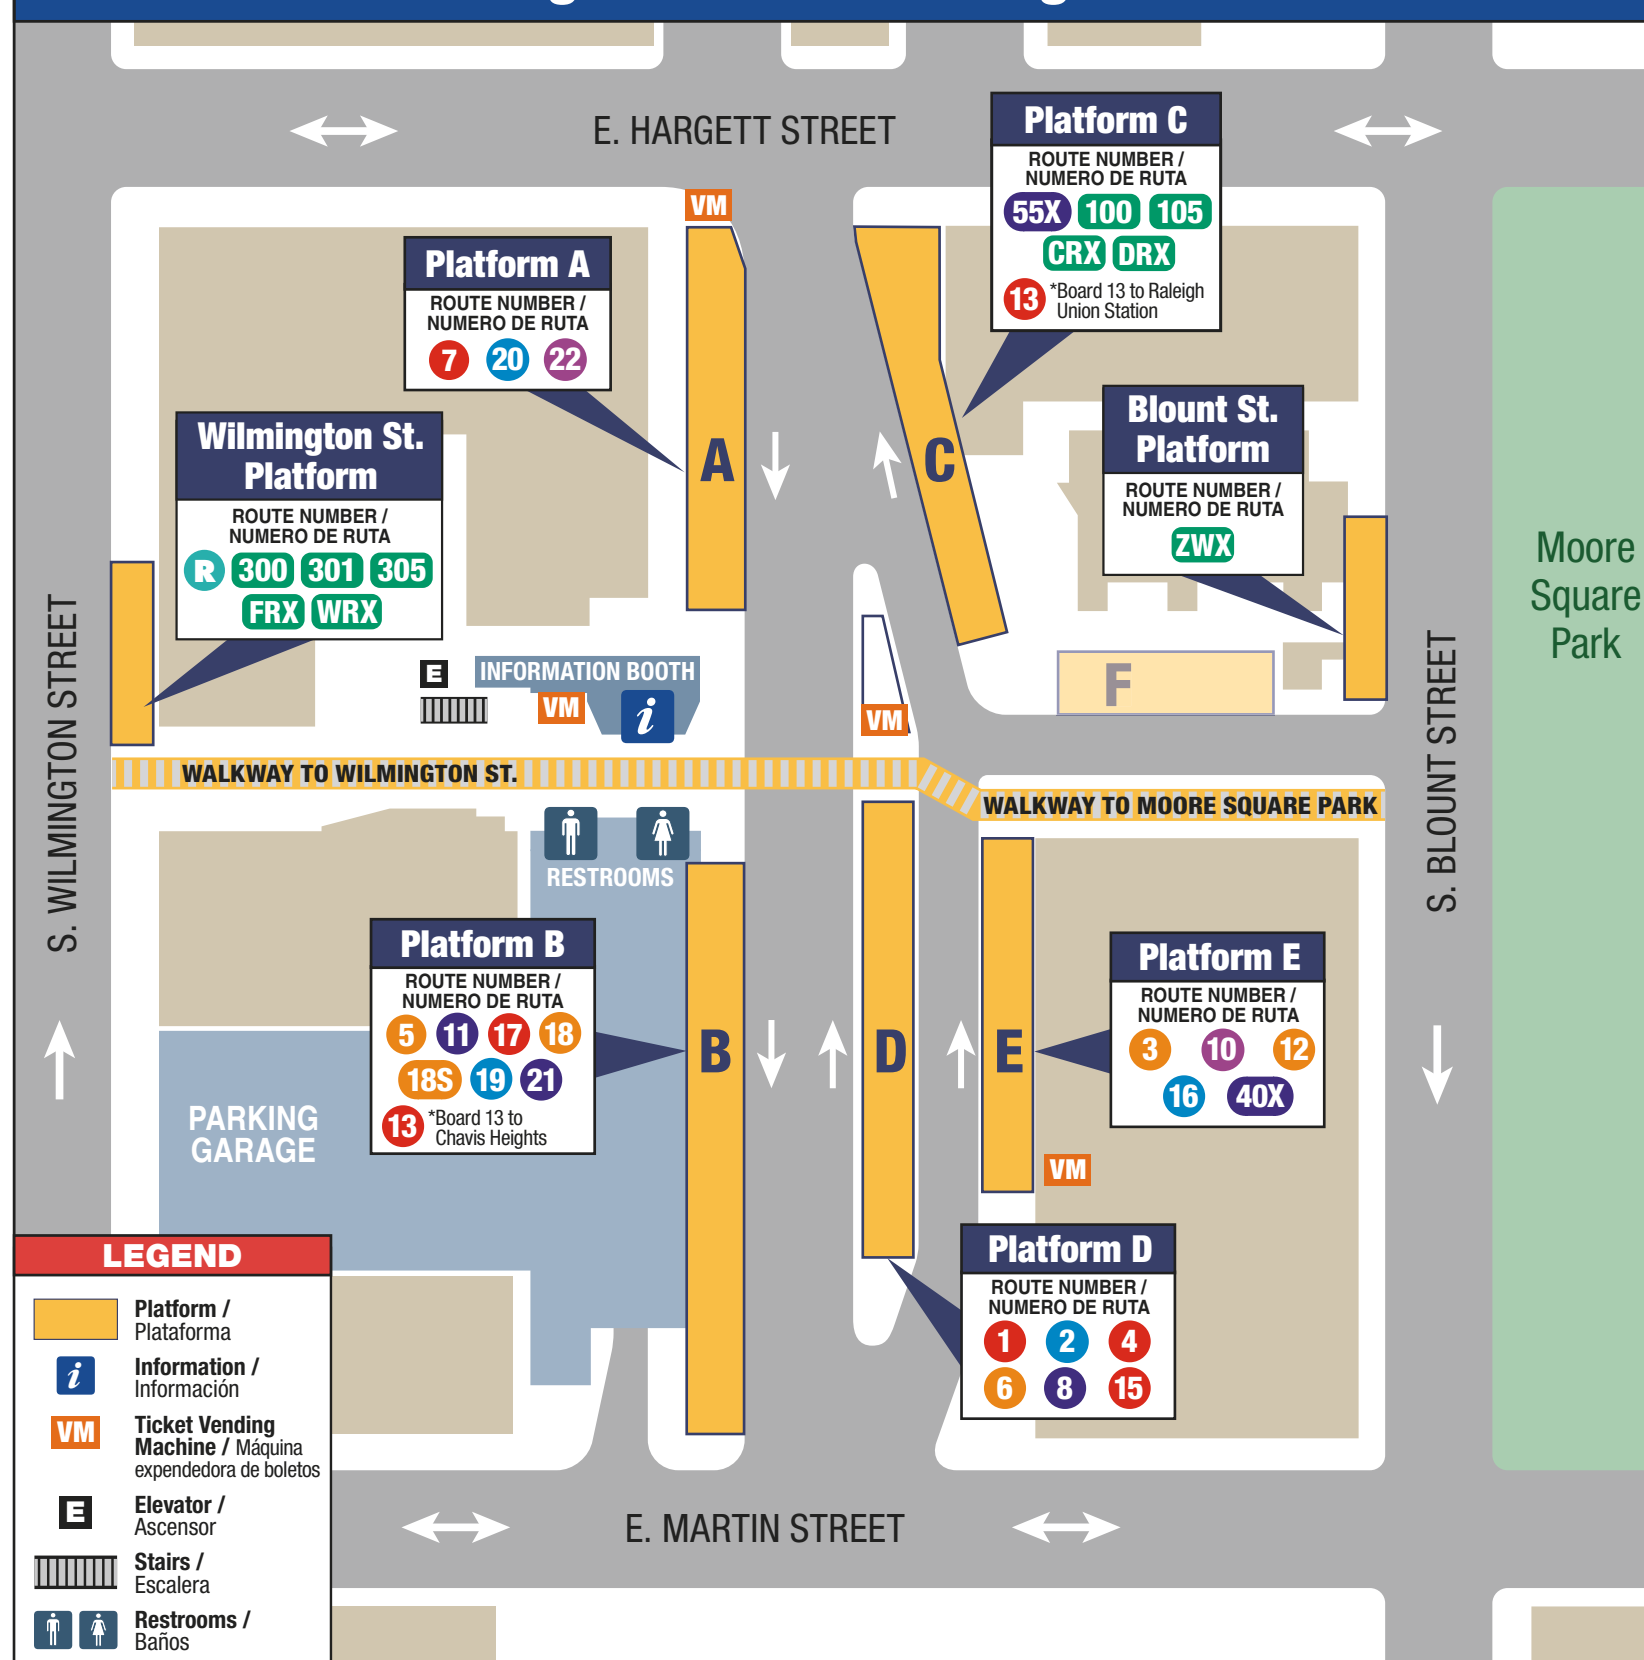 E. HARGETT STREET
Platform C
ROUTE NUMBER /
NUMERO DE RUTA
55X 100 105
CRX DRX
13 *Board 13 to Raleigh
Union Station
VM
Platform A
ROUTE NUMBER /
NUMERO DE RUTA
7 20 22
Wilmington St.
Platform
ROUTE NUMBER /
NUMERO DE RUTA
R 300 301 305
FRX WRX
Blount St.
Platform
ROUTE NUMBER /
NUMERO DE RUTA
ZWX
A
C
Moore
Square
Park
E
INFORMATION BOOTH
VM
i
VM
F
S. WILMINGTON STREET
S. BLOUNT STREET
WALKWAY TO WILMINGTON ST.
WALKWAY TO MOORE SQUARE PARK
RESTROOMS
Platform B
ROUTE NUMBER /
NUMERO DE RUTA
5 11 17 18
18S 19 21
13 *Board 13 to
Chavis Heights
B
D
E
Platform E
ROUTE NUMBER /
NUMERO DE RUTA
3 10 12
16 40X
VM
PARKING
GARAGE
Platform D
ROUTE NUMBER /
NUMERO DE RUTA
1 2 4
6 8 15
LEGEND
Platform /
Plataforma
i
Information /
Información
VM
Ticket Vending
Machine / Máquina
expendedora de boletos
E
Elevator /
Ascensor
Stairs /
Escalera
Restrooms /
Baños
E. MARTIN STREET